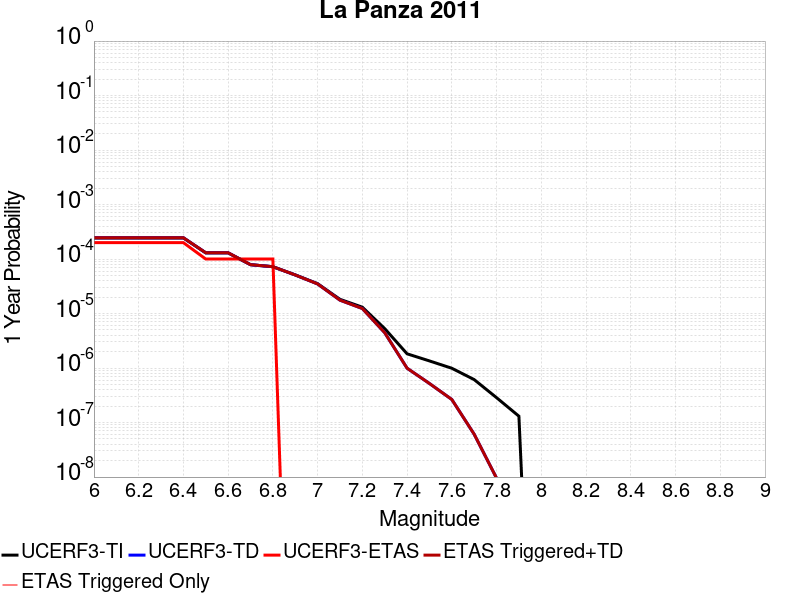 La Panza 2011
10^0
10^-1
10^-2
10^-3
10^-4
10^-5
10^-6
10^-7
10^-8
1 Year Probability
6 6.2 6.4 6.6 6.8 7 7.2 7.4 7.6 7.8 8 8.2 8.4 8.6 8.8 9
Magnitude
UCERF3-TI UCERF3-TD UCERF3-ETAS ETAS Triggered+TD
ETAS Triggered Only